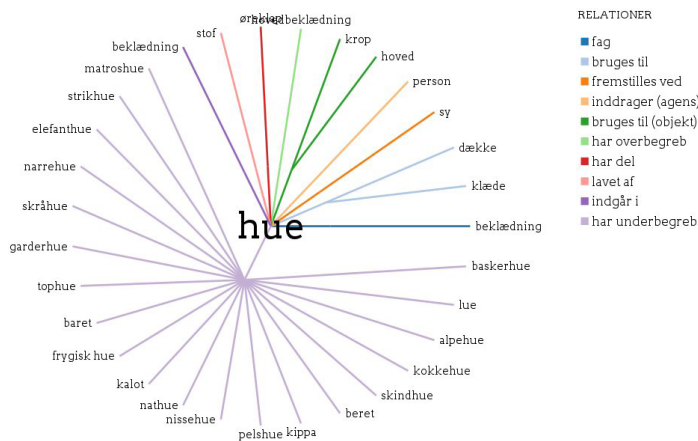 øreklap
hovedbeklædning
stof
krop
beklædning
hoved
matroshue
person
strikhue
sy
elefanthue
dække
narrehue
klæde
skråhue
hue
beklædning
garderhue
baskerhue
tophue
lue
baret
alpehue
frygisk hue
kokkehue
kalot
skindhue
nathue
beret
nissehue
pelshue
kippa
RELATIONER
fag
bruges til
fremstilles ved
inddrager (agens)
bruges til (objekt)
har overbegreb
har del
lavet af
indgår i
har underbegreb